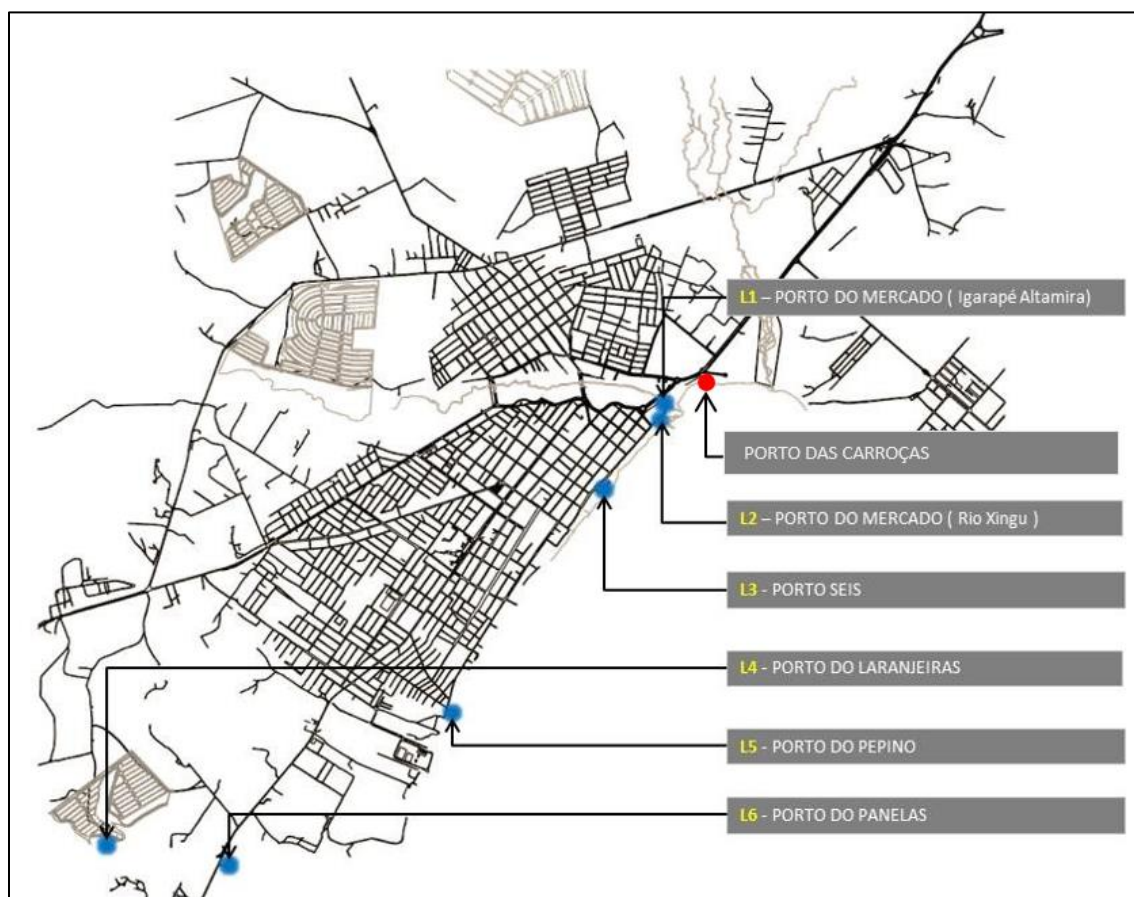 L1 – PORTO DO MERCADO ( Igarapé Altamira)
PORTO DAS CARROÇAS
L2 – PORTO DO MERCADO ( Rio Xingu )
L3 - PORTO SEIS
L4 - PORTO DO LARANJEIRAS
L5 - PORTO DO PEPINO
L6 - PORTO DO PANELAS